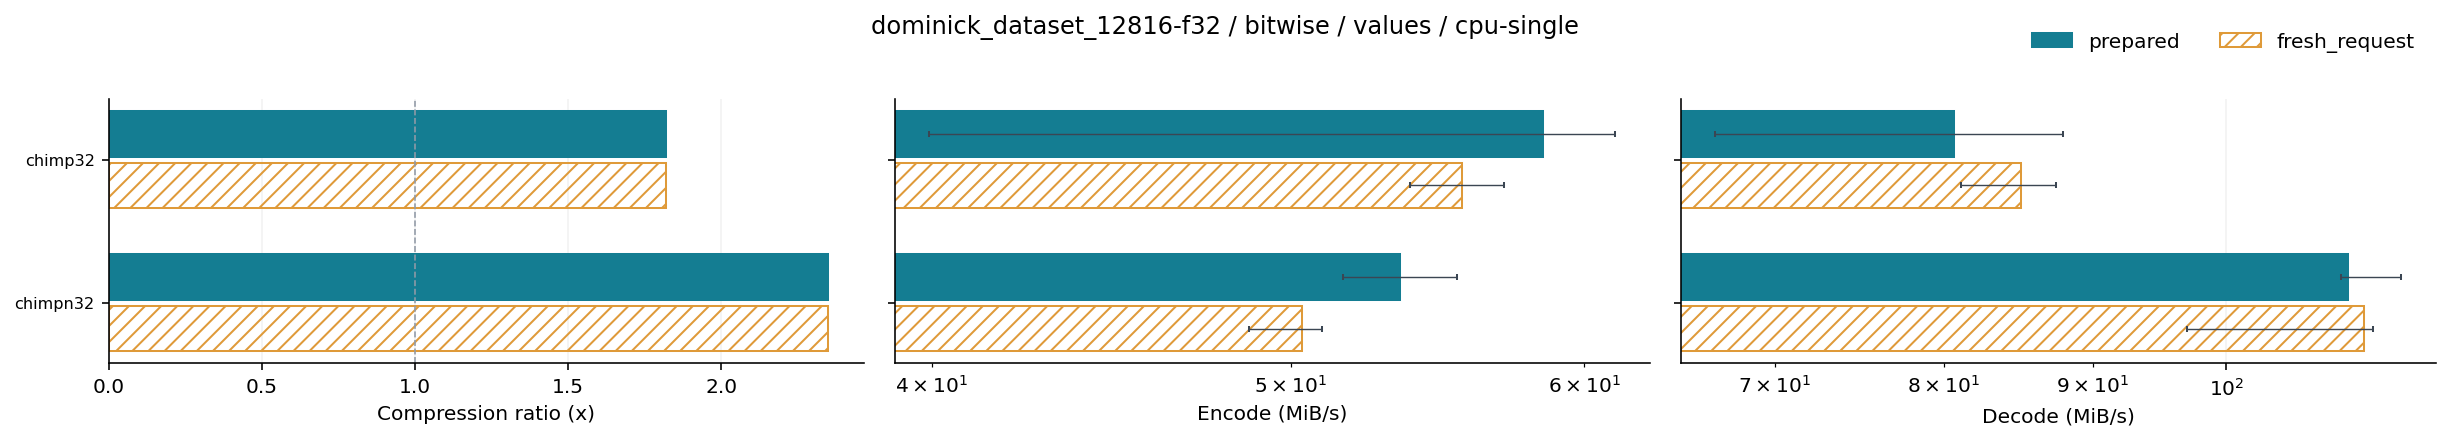 dominick_dataset_12816-f32 / bitwise / values / cpu-single
prepared
fresh_request
chimp32
chimpn32
0.0 0.5 1.0 1.5 2.0
Compression ratio (x)
4 × 10¹ 5 × 10¹ 6 × 10¹
Encode (MiB/s)
7 × 10¹ 8 × 10¹ 9 × 10¹ 10²
Decode (MiB/s)